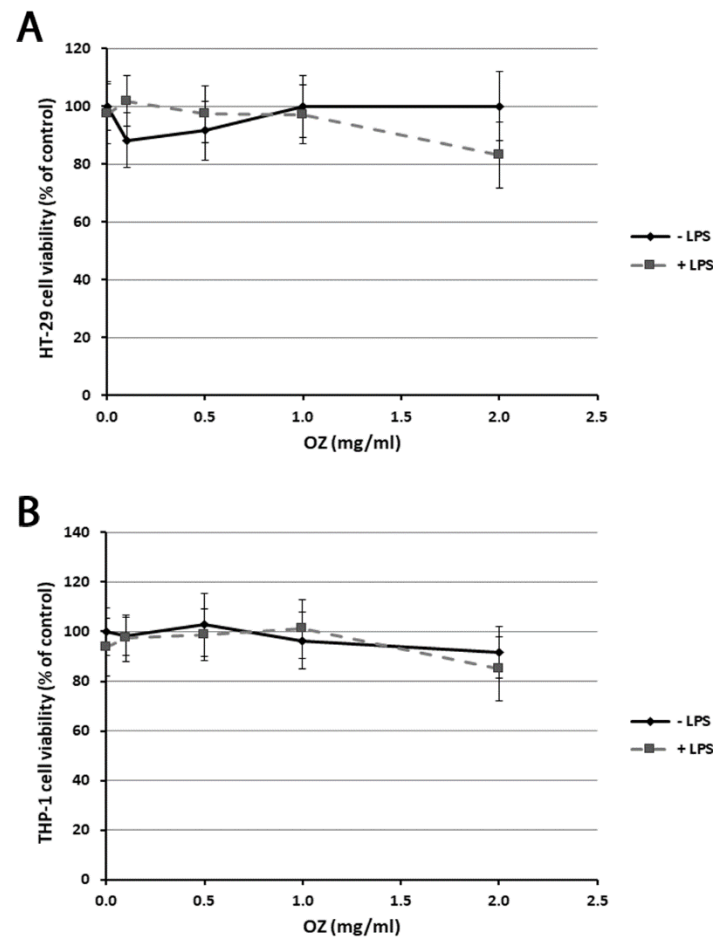 A
120
100
80
60
40
20
0
HT-29 cell viability (% of control)
0.0 0.5 1.0 1.5 2.0 2.5
OZ (mg/ml)
- LPS
+ LPS
B
140
120
100
80
60
40
20
0
THP-1 cell viability (% of control)
0.0 0.5 1.0 1.5 2.0 2.5
OZ (mg/ml)
- LPS
+ LPS